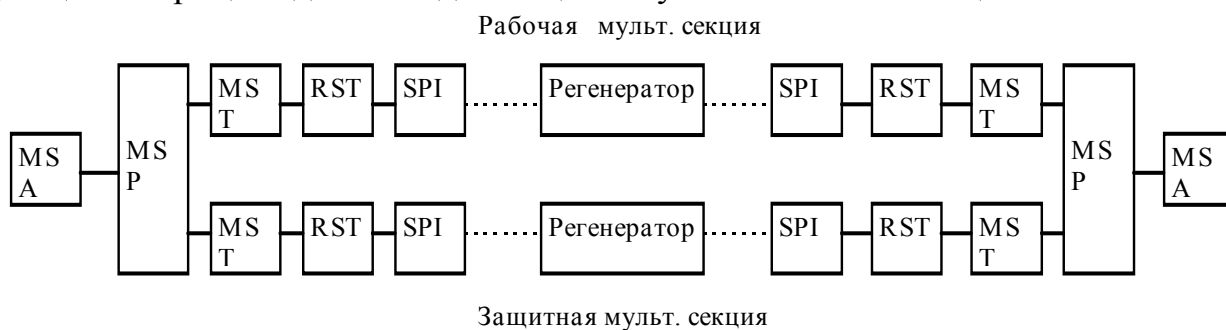 Рабочая мульт. секция
MS T RST SPI Регенератор SPI RST MS T
MS A MS P MS P MS A
MS T RST SPI Регенератор SPI RST MS T
Защитная мульт. секция